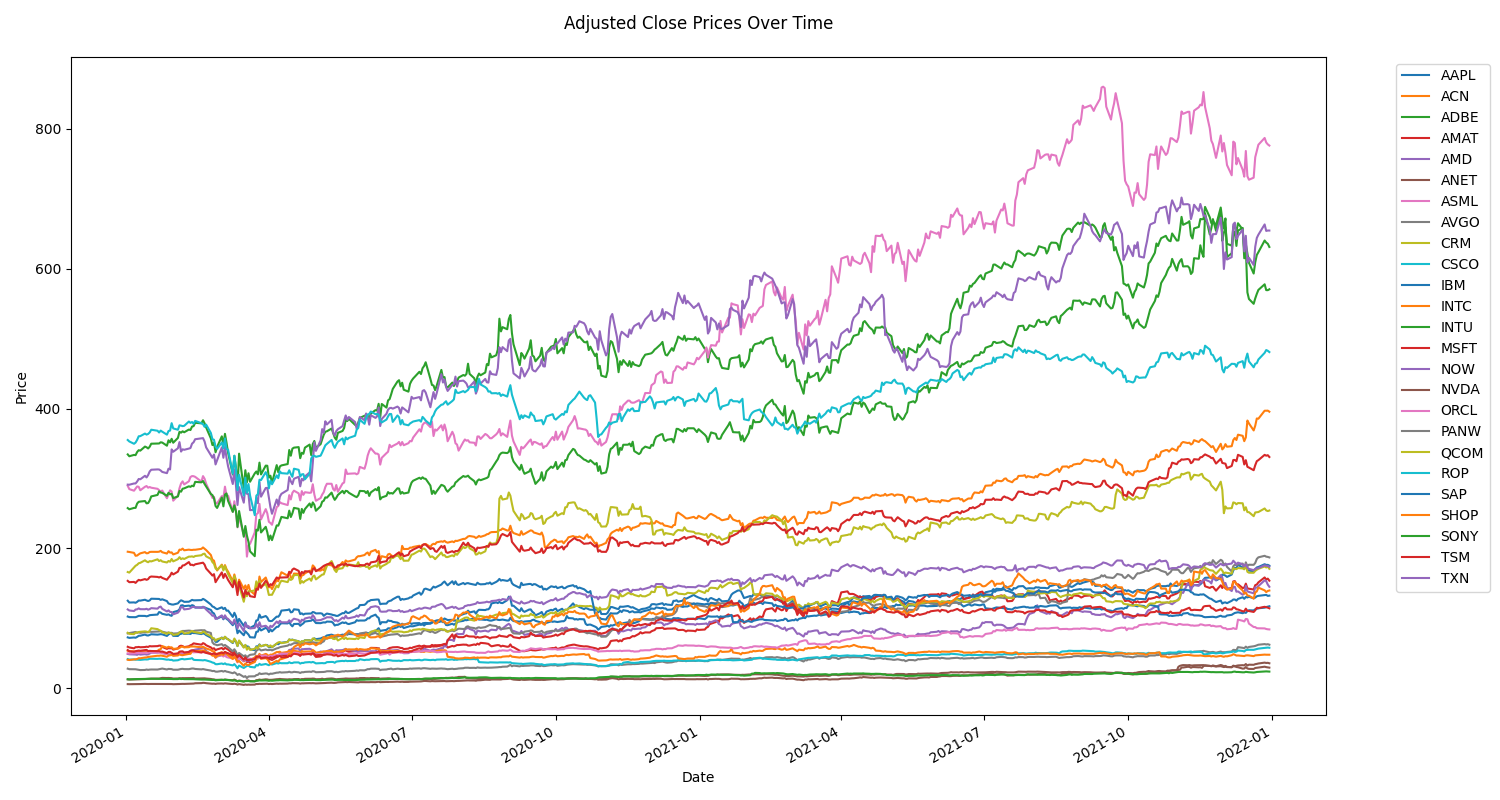 Adjusted Close Prices Over Time
Price
800
600
400
200
0
2020-01
2020-04
2020-07
2020-10
2021-01
2021-04
2021-07
2021-10
2022-01
Date
AAPL
ACN
ADBE
AMAT
AMD
ANET
ASML
AVGO
CRM
CSCO
IBM
INTC
INTU
MSFT
NOW
NVDA
ORCL
PANW
QCOM
ROP
SAP
SHOP
SONY
TSM
TXN